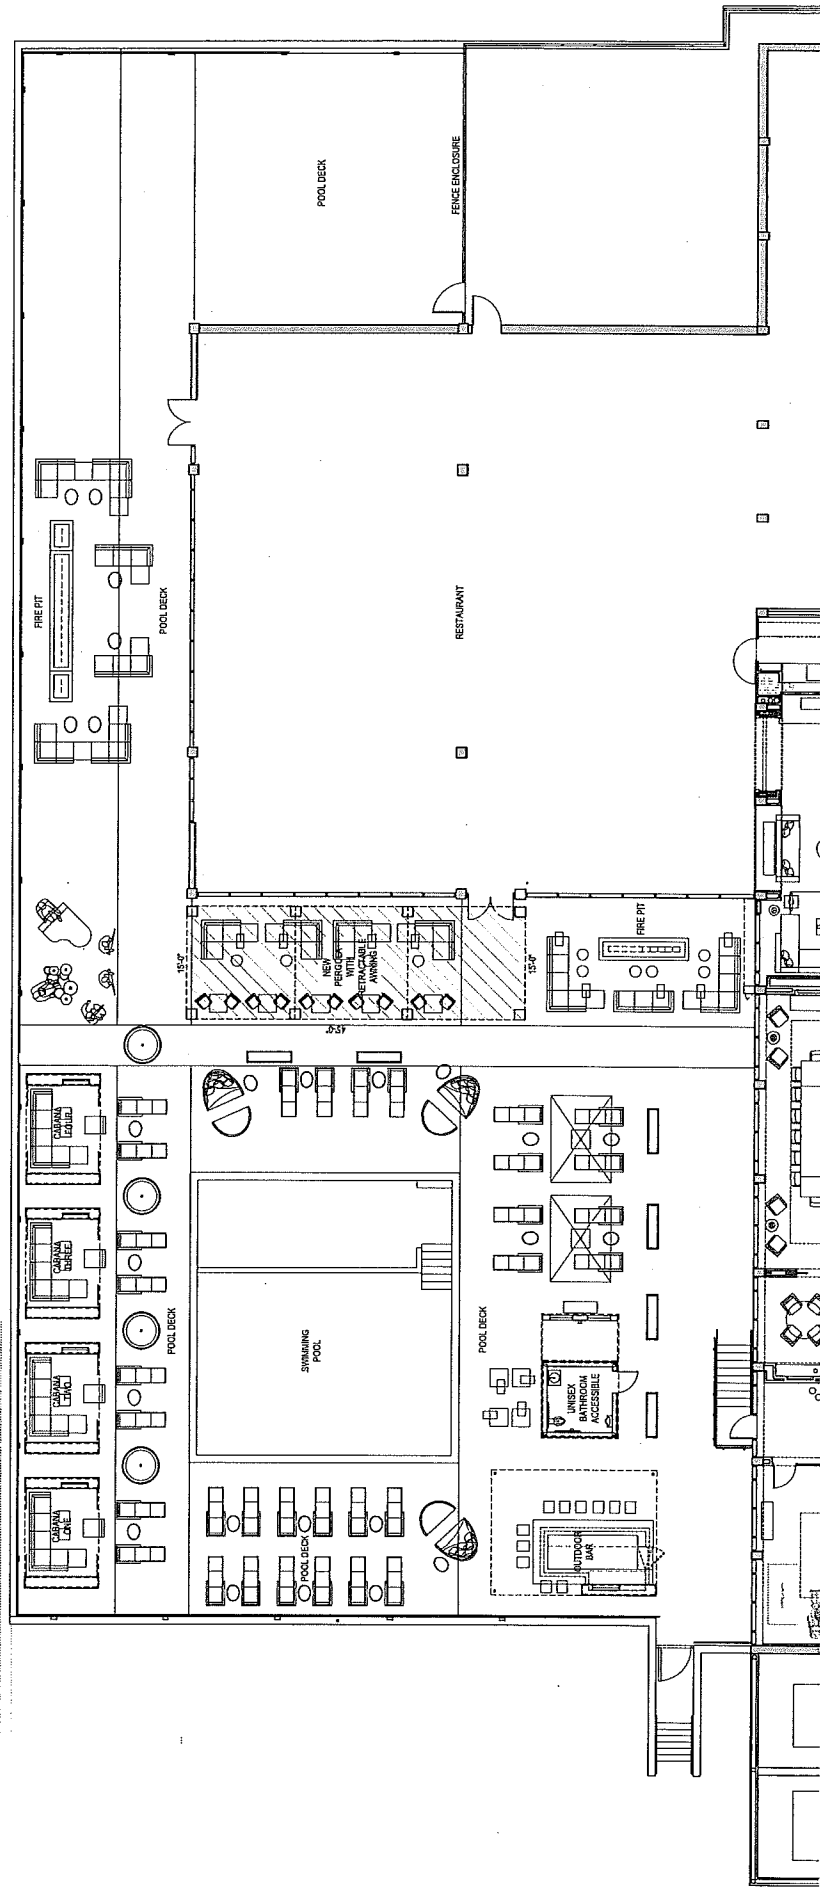 POOL DECK
FENCE ENCLOSURE
FIRE PIT
POOL DECK
RESTAURANT
15'-0"
NEW
PERGOLA
WITH
RETRACTABLE
AWNING
15'-0"
FIRE PIT
45'-0"
CABANA
FOUR
CABANA
THREE
CABANA
TWO
CABANA
ONE
POOL DECK
SWIMMING
POOL
POOL DECK
UNISEX
BATHROOM
ACCESSIBLE
POOL DECK
OUTDOOR
BAR